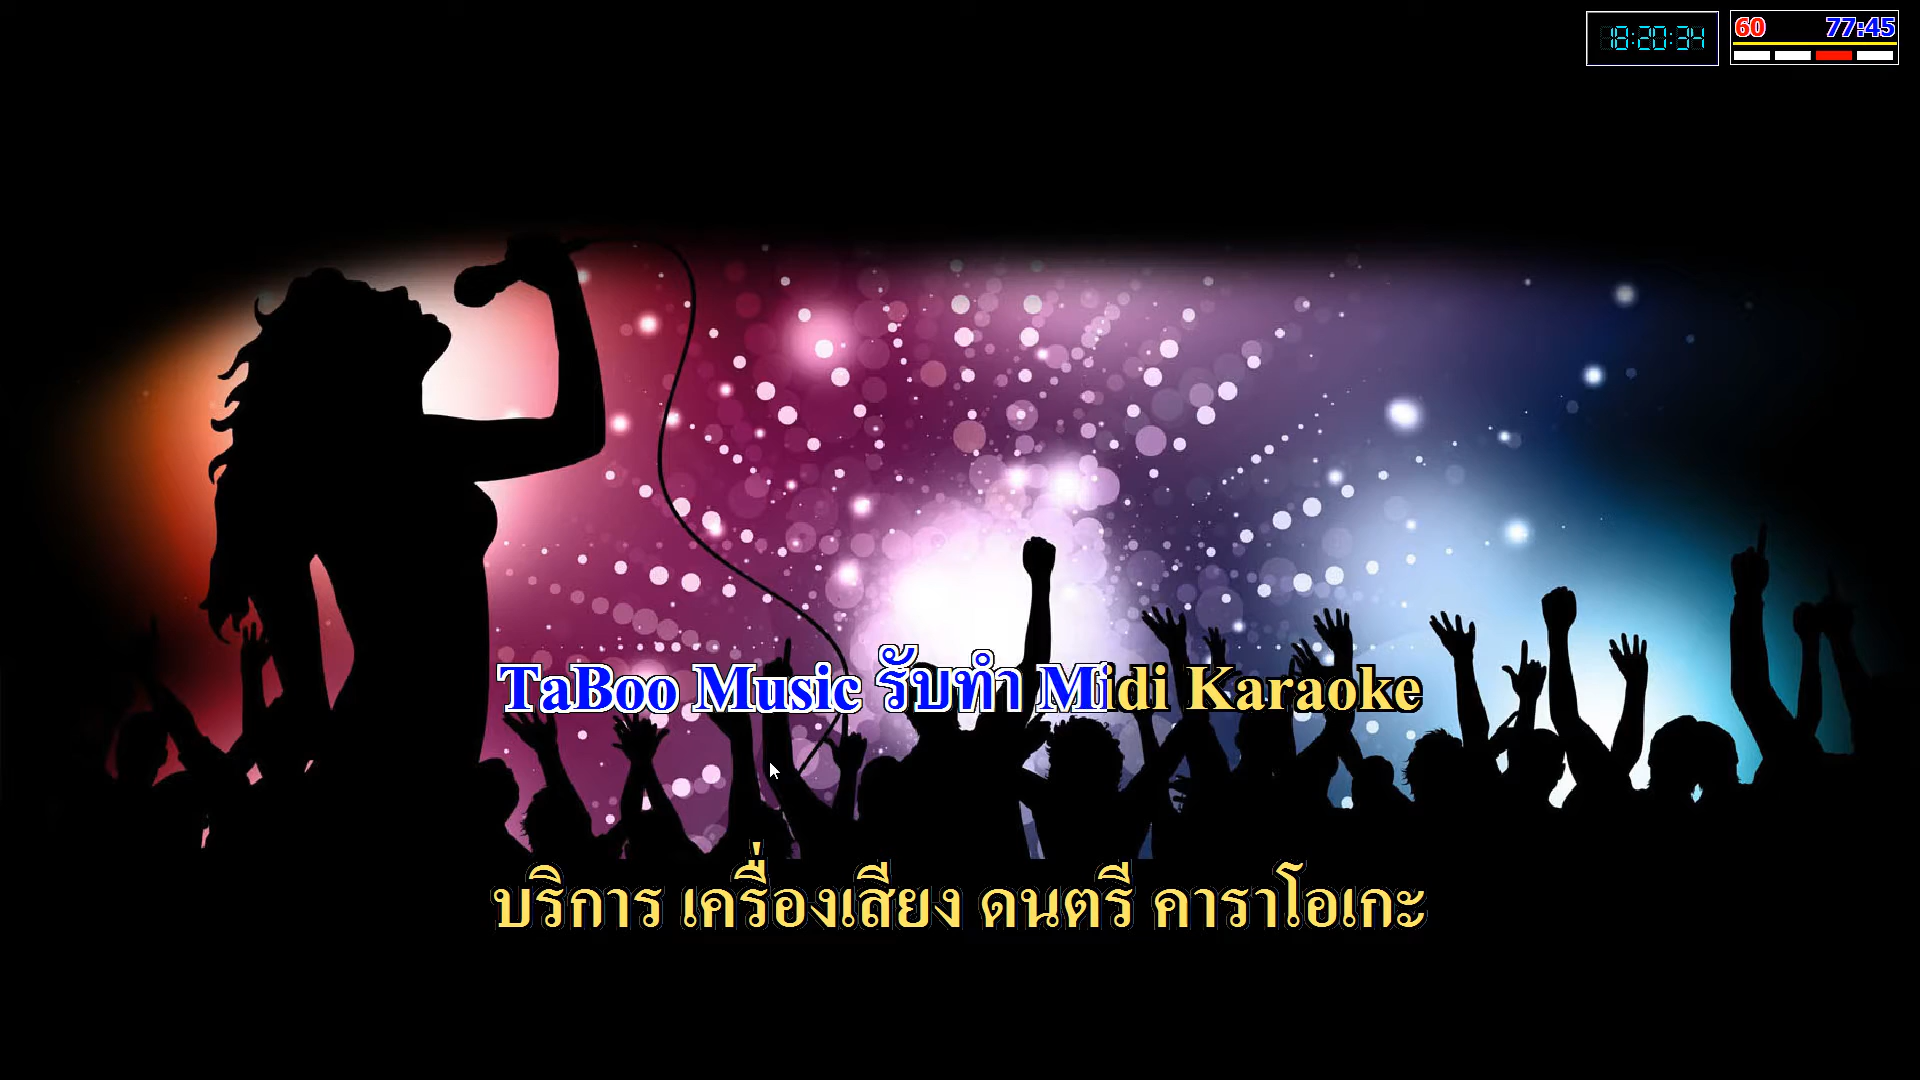 18:20:34
60 77:45
TaBoo Music รับทำ Midi Karaoke
บริการ เครื่องเสียง ดนตรี คาราโอเกะ